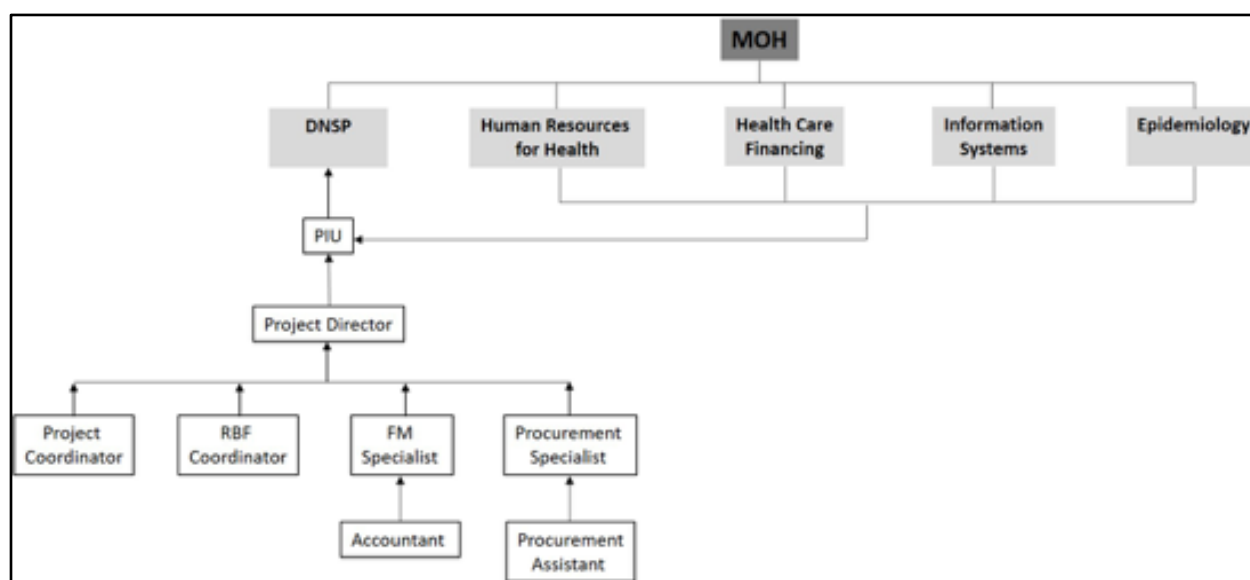 MOH
DNSP
Human Resources
for Health
Health Care
Financing
Information
Systems
Epidemiology
PIU
Project Director
Project
Coordinator
RBF
Coordinator
FM
Specialist
Procurement
Specialist
Accountant
Procurement
Assistant